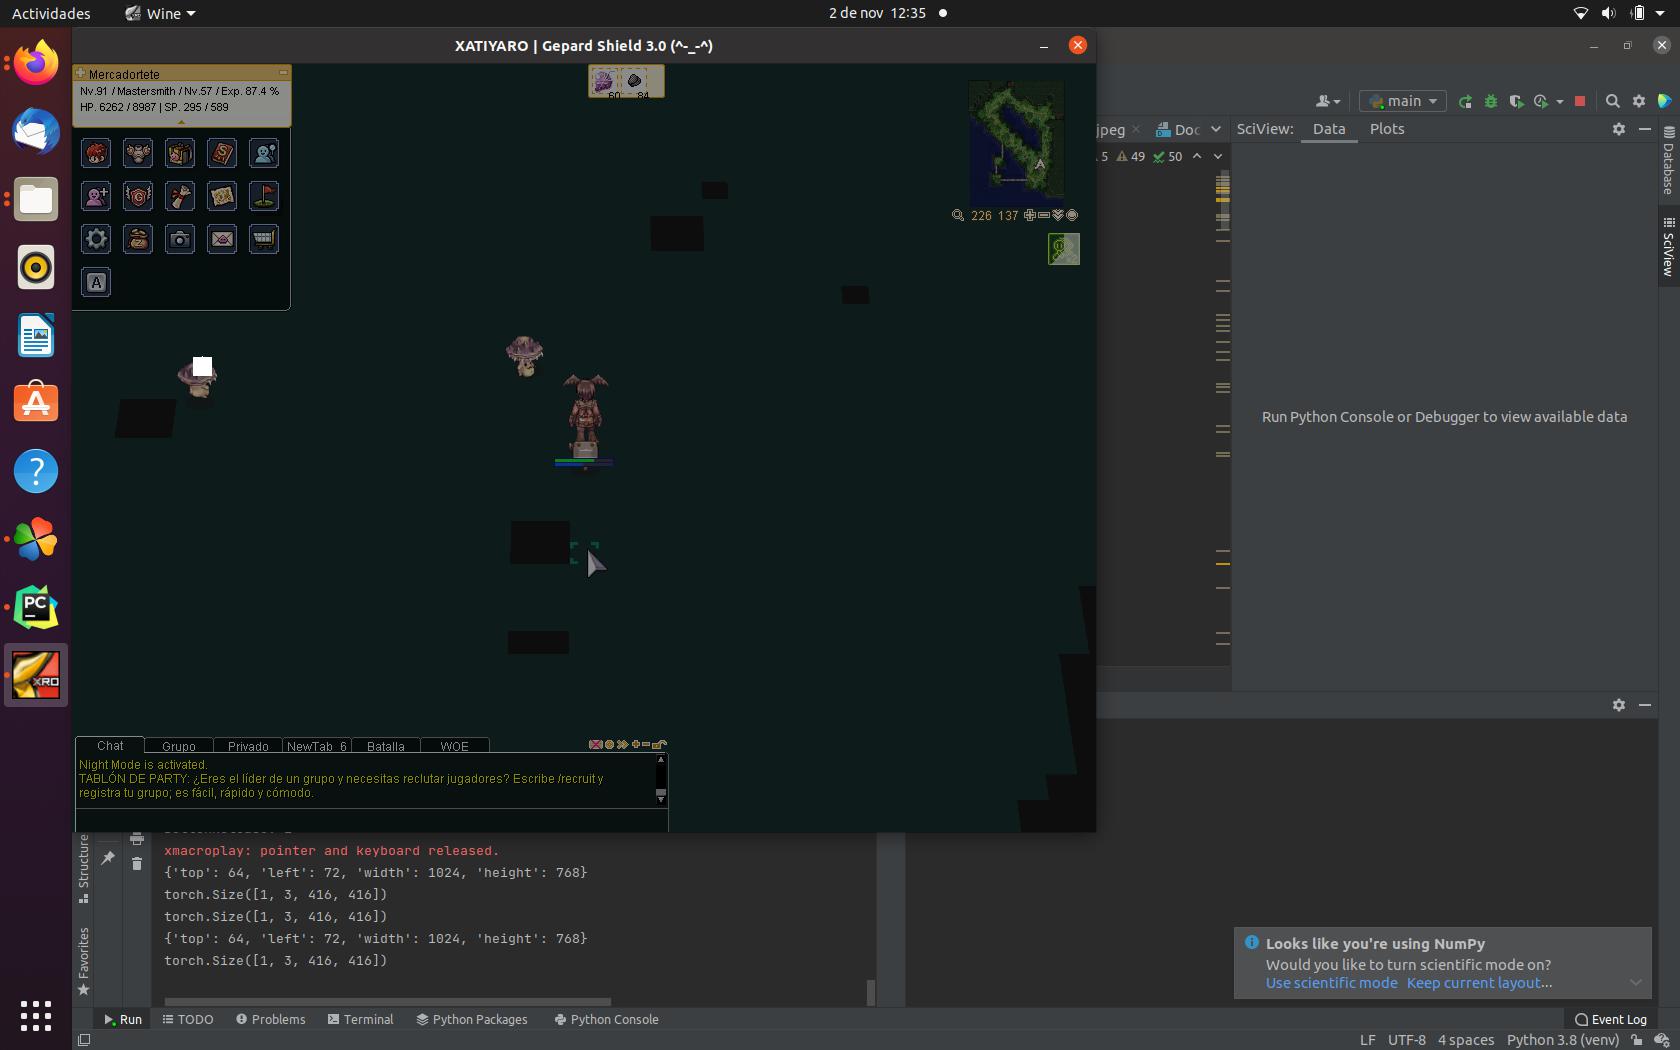 Actividades
Wine
2 de nov 12:35
XATIYARO | Gepard Shield 3.0 (^-_-^)
Mercadortete
Nv.91 / Mastersmith / Nv.57 / Exp. 87.4 %
HP. 6262 / 8987 | SP. 295 / 589
60 84
226 137
A
main
jpeg
Doc
SciView:
Data
Plots
5 49 50
Database
SciView
Run Python Console or Debugger to view available data
PC
XRO
Chat
Grupo
Privado
NewTab 6
Batalla
WOE
Night Mode is activated.
TABLÓN DE PARTY: ¿Eres el líder de un grupo y necesitas reclutar jugadores? Escribe /recruit y
registra tu grupo; es fácil, rápido y cómodo.
Structure
Favorites
xmacroplay: pointer and keyboard released.
{'top': 64, 'left': 72, 'width': 1024, 'height': 768}
torch.Size([1, 3, 416, 416])
torch.Size([1, 3, 416, 416])
{'top': 64, 'left': 72, 'width': 1024, 'height': 768}
torch.Size([1, 3, 416, 416])
Looks like you're using NumPy
Would you like to turn scientific mode on?
Use scientific mode Keep current layout...
Run
TODO
Problems
Terminal
Python Packages
Python Console
Event Log
LF UTF-8 4 spaces Python 3.8 (venv)